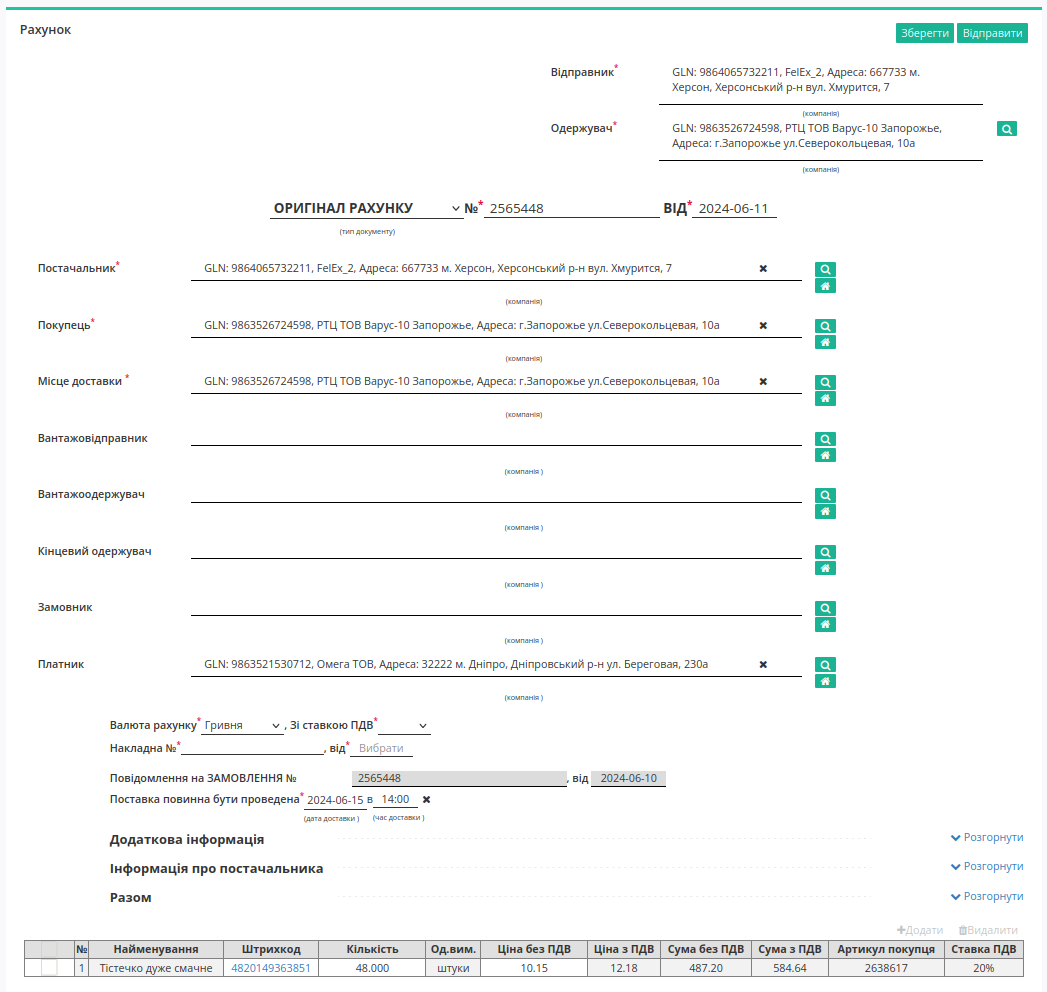 Рахунок
Зберегти Відправити
Відправник* GLN: 9864065732211, FelEx_2, Адреса: 667733 м.
Херсон, Херсонський р-н вул. Хмурится, 7
(компанія)
Одержувач* GLN: 9863526724598, РТЦ ТОВ Варус-10 Запорожье,
Адреса: г.Запорожье ул.Северокольцевая, 10а
(компанія)
ОРИГІНАЛ РАХУНКУ №* 2565448 ВІД* 2024-06-11
(тип документу)
Постачальник* GLN: 9864065732211, FelEx_2, Адреса: 667733 м. Херсон, Херсонський р-н вул. Хмурится, 7
(компанія)
Покупець* GLN: 9863526724598, РТЦ ТОВ Варус-10 Запорожье, Адреса: г.Запорожье ул.Северокольцевая, 10а
(компанія)
Місце доставки * GLN: 9863526724598, РТЦ ТОВ Варус-10 Запорожье, Адреса: г.Запорожье ул.Северокольцевая, 10а
(компанія)
Вантажовідправник
(компанія )
Вантажоодержувач
(компанія )
Кінцевий одержувач
(компанія )
Замовник
(компанія )
Платник GLN: 9863521530712, Омега ТОВ, Адреса: 32222 м. Дніпро, Дніпровський р-н ул. Береговая, 230а
(компанія )
Валюта рахунку* Гривня , Зі ставкою ПДВ*
Накладна №* , від* Вибрати
Повідомлення на ЗАМОВЛЕННЯ № 2565448 , від 2024-06-10
Поставка повинна бути проведена* 2024-06-15 в 14:00
(дата доставки ) (час доставки )
Додаткова інформація Розгорнути
Інформація про постачальника Розгорнути
Разом Розгорнути
Додати Видалити
№ Найменування Штрихкод Кількість Од.вим. Ціна без ПДВ Ціна з ПДВ Сума без ПДВ Сума з ПДВ Артикул покупця Ставка ПДВ
1 Тістечко дуже смачне 4820149363851 48.000 штуки 10.15 12.18 487.20 584.64 2638617 20%